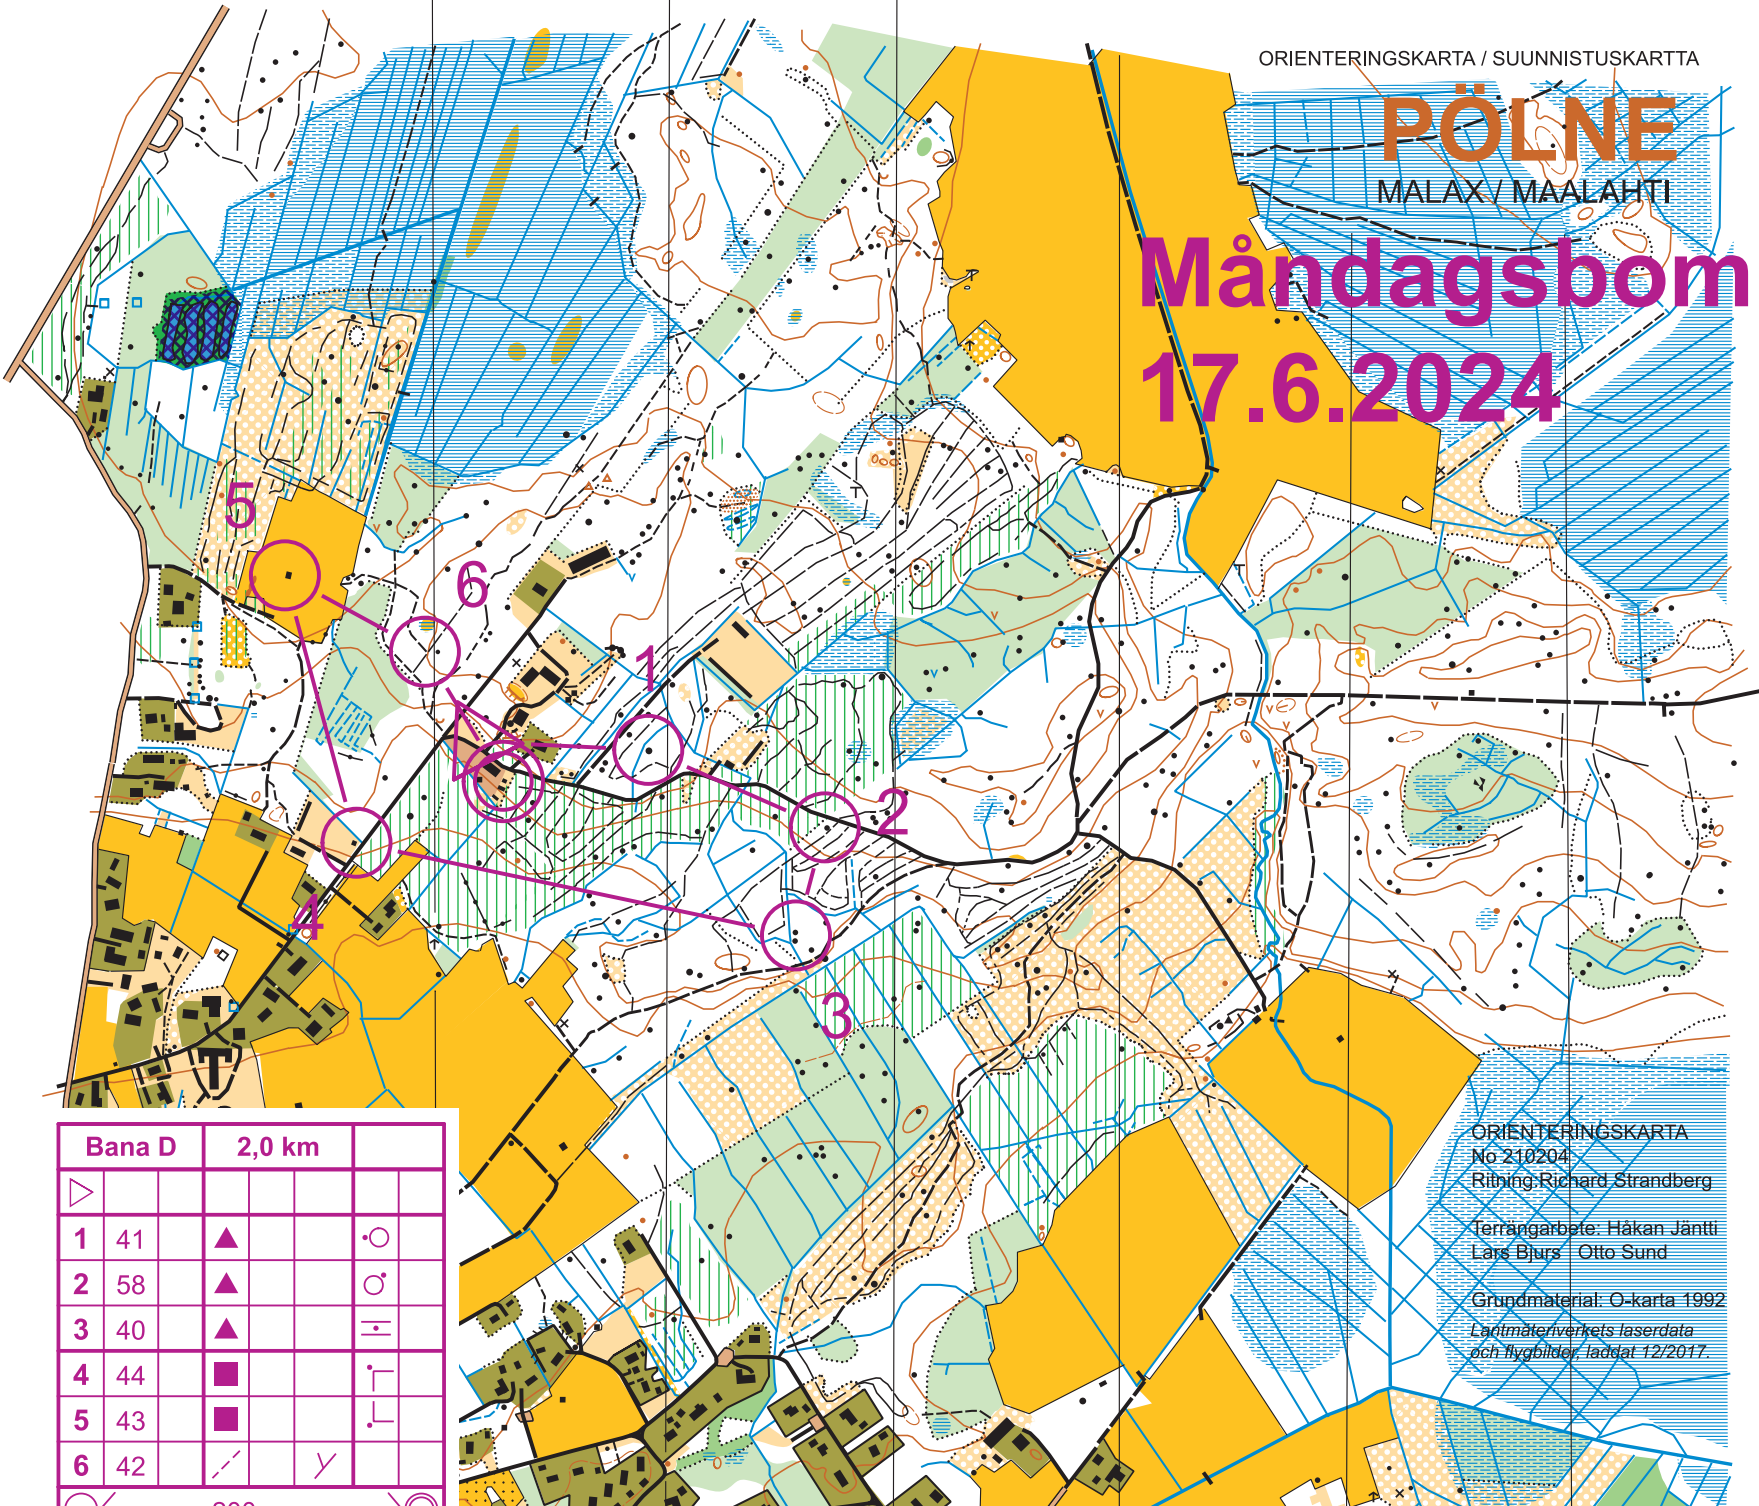 ORIENTERINGSKARTA / SUUNNISTUSKARTTA
PÖLNE
MALAX / MAALAHTI
Måndagsbom
17.6.2024
5
6
1
2
4
3
Bana D 2,0 km
1 41
2 58
3 40
4 44
5 43
6 42
ORIENTERINGSKARTA
No 210204
Ritning:Richard Strandberg
Terrängarbete: Håkan Jäntti
Lars Bjurs Otto Sund
Grundmaterial: O-karta 1992
Lantmäteriverkets laserdata
och flygbilder, laddat 12/2017.